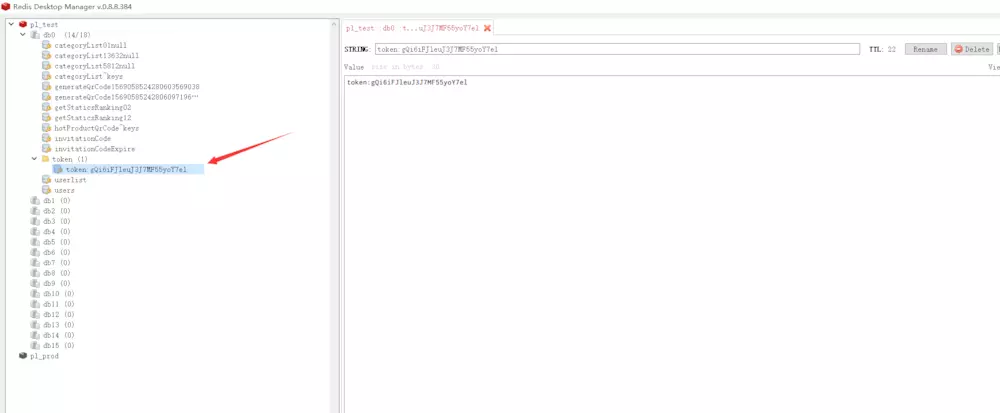 Redis Desktop Manager v.0.8.8.384
pl_test
db0 (14/18)
categoryList01null
categoryList13632null
categoryList5812null
categoryList~keys
generateQrCode1569058524280603569038
generateQrCode15690585242806097196…
getStaticsRanking02
getStaticsRanking12
hotProductQrCode~keys
invitationCode
invitationCodeExpire
token (1)
token:gQi6iFJleuJ3J7MF55yoY7el
userlist
users
db1 (0)
db2 (0)
db3 (0)
db4 (0)
db5 (0)
db6 (0)
db7 (0)
db8 (0)
db9 (0)
db10 (0)
db11 (0)
db12 (0)
db13 (0)
db14 (0)
db15 (0)
pl_prod
pl_test db0 t...uJ3J7MF55yoY7el
STRING: token:gQi6iFJleuJ3J7MF55yoY7el TTL: 22 Rename Delete
Value size in bytes: 30 Vie
token:gQi6iFJleuJ3J7MF55yoY7el